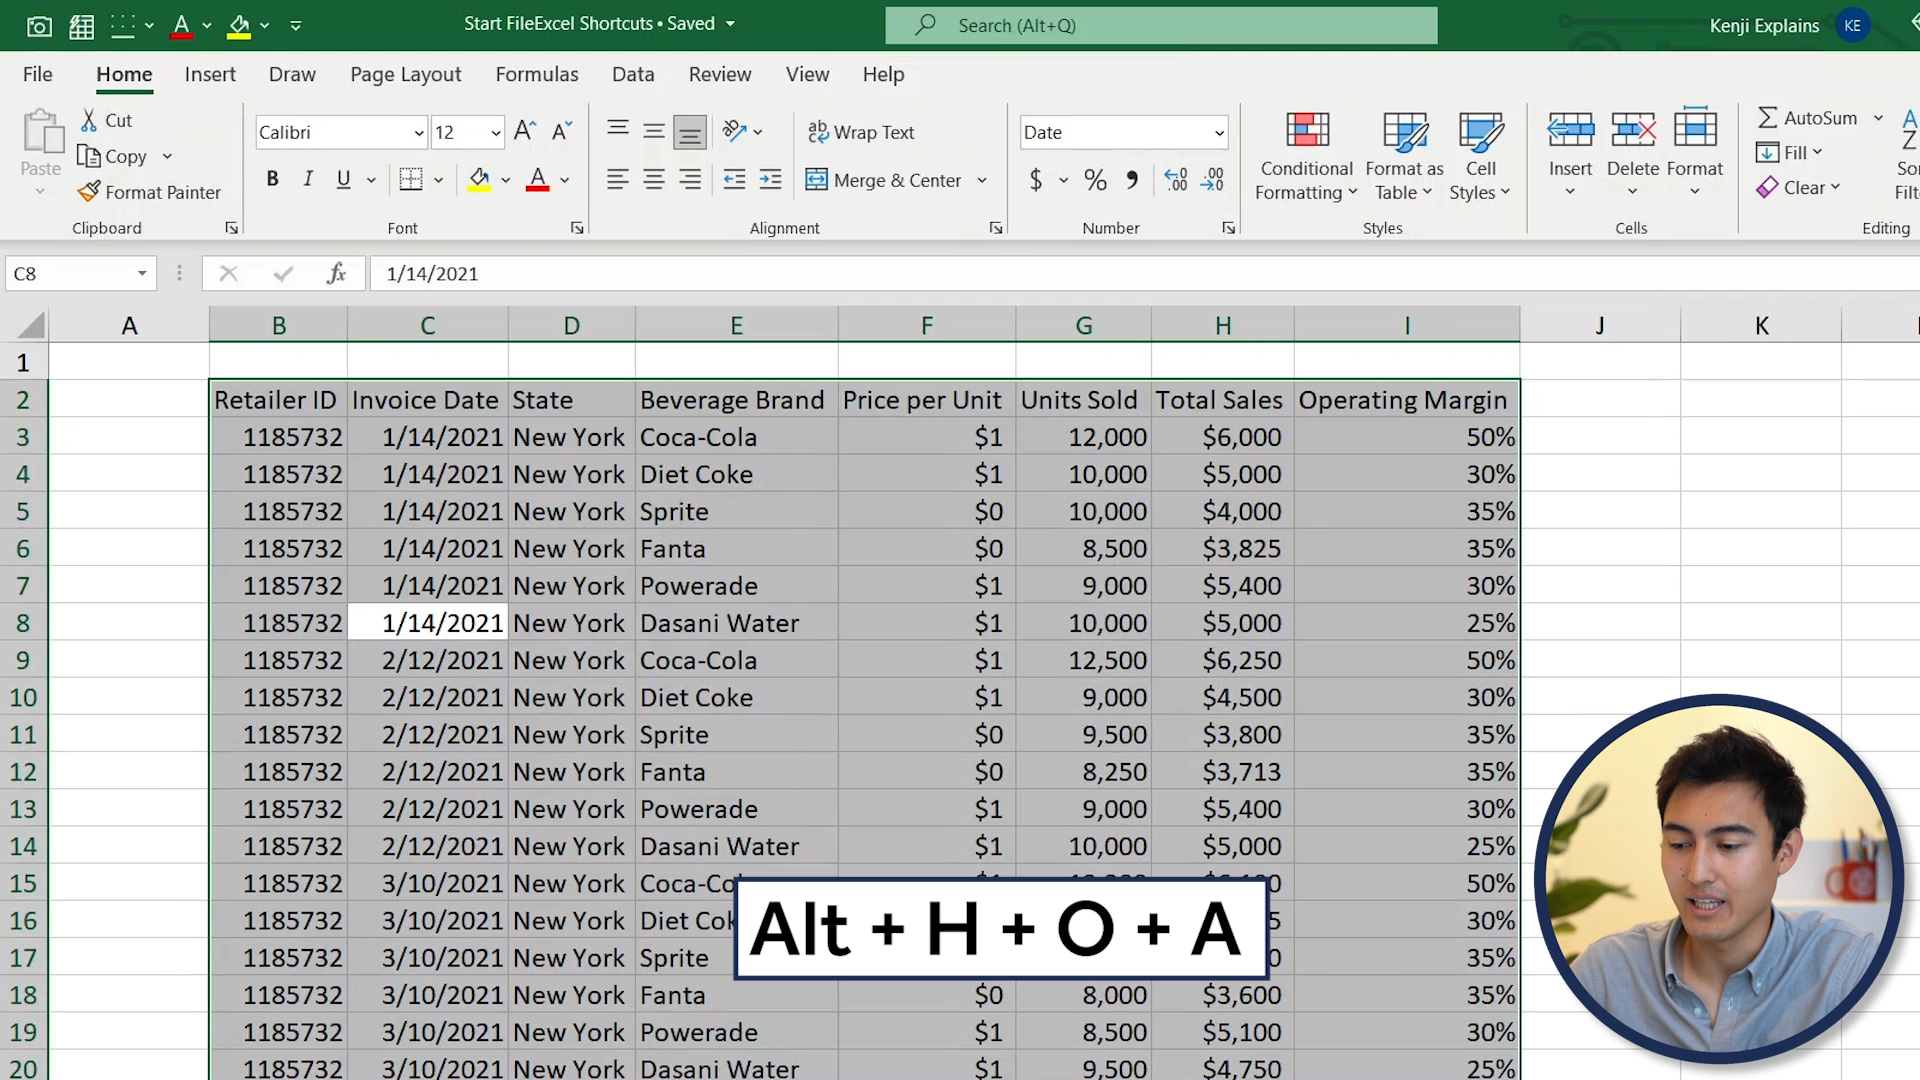 Start FileExcel Shortcuts • Saved
Search (Alt+Q)
Kenji Explains KE
File Home Insert Draw Page Layout Formulas Data Review View Help
Paste
Cut
Copy
Format Painter
Clipboard
Calibri 12
B I U
Font
Wrap Text
Merge & Center
Alignment
Date
$ % ,
Number
Conditional Formatting
Format as Table
Cell Styles
Styles
Insert Delete Format
Cells
AutoSum
Fill
Clear
Editing
C8 fx 1/14/2021
A B C D E F G H I J K
1
2 Retailer ID Invoice Date State Beverage Brand Price per Unit Units Sold Total Sales Operating Margin
3 1185732 1/14/2021 New York Coca-Cola $1 12,000 $6,000 50%
4 1185732 1/14/2021 New York Diet Coke $1 10,000 $5,000 30%
5 1185732 1/14/2021 New York Sprite $0 10,000 $4,000 35%
6 1185732 1/14/2021 New York Fanta $0 8,500 $3,825 35%
7 1185732 1/14/2021 New York Powerade $1 9,000 $5,400 30%
8 1185732 1/14/2021 New York Dasani Water $1 10,000 $5,000 25%
9 1185732 2/12/2021 New York Coca-Cola $1 12,500 $6,250 50%
10 1185732 2/12/2021 New York Diet Coke $1 9,000 $4,500 30%
11 1185732 2/12/2021 New York Sprite $0 9,500 $3,800 35%
12 1185732 2/12/2021 New York Fanta $0 8,250 $3,713 35%
13 1185732 2/12/2021 New York Powerade $1 9,000 $5,400 30%
14 1185732 2/12/2021 New York Dasani Water $1 10,000 $5,000 25%
15 1185732 3/10/2021 New York 50%
16 1185732 3/10/2021 New York Diet 30%
17 1185732 3/10/2021 New York Sprite 35%
Alt + H + O + A
18 1185732 3/10/2021 New York Fanta $0 8,000 $3,600 35%
19 1185732 3/10/2021 New York Powerade $1 8,500 $5,100 30%
20 1185732 3/10/2021 New York Dasani Water $1 9,500 $4,750 25%